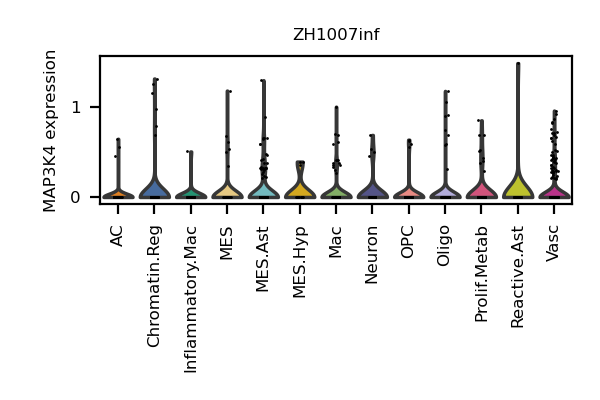 ZH1007inf
MAP3K4 expression
1
0
AC
Chromatin.Reg
Inflammatory.Mac
MES
MES.Ast
MES.Hyp
Mac
Neuron
OPC
Oligo
Prolif.Metab
Reactive.Ast
Vasc